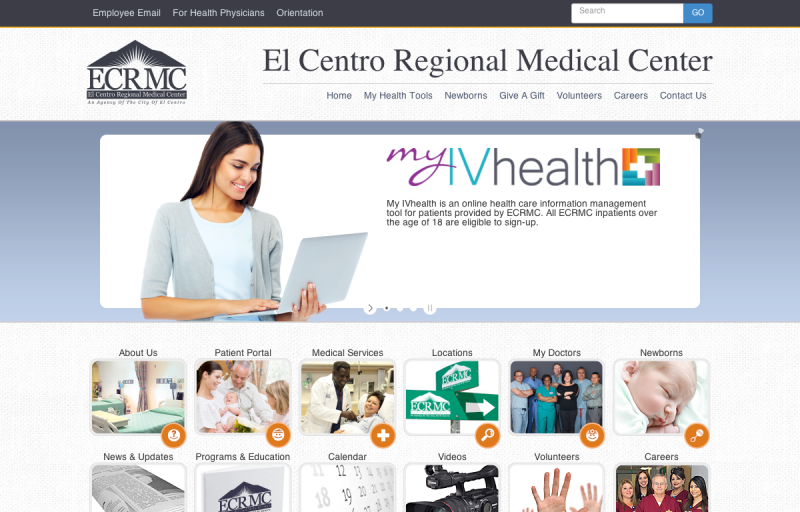 Employee Email For Health Physicians Orientation
Search GO
ECRMC
El Centro Regional Medical Center
An Agency Of The City Of El Centro
El Centro Regional Medical Center
Home My Health Tools Newborns Give A Gift Volunteers Careers Contact Us
myIVhealth
My IVhealth is an online health care information management
tool for patients provided by ECRMC. All ECRMC inpatients over
the age of 18 are eligible to sign-up.
About Us Patient Portal Medical Services Locations My Doctors Newborns
ECRMC
ECRMC
News & Updates Programs & Education Calendar Videos Volunteers Careers
ECRMC
12 13 14